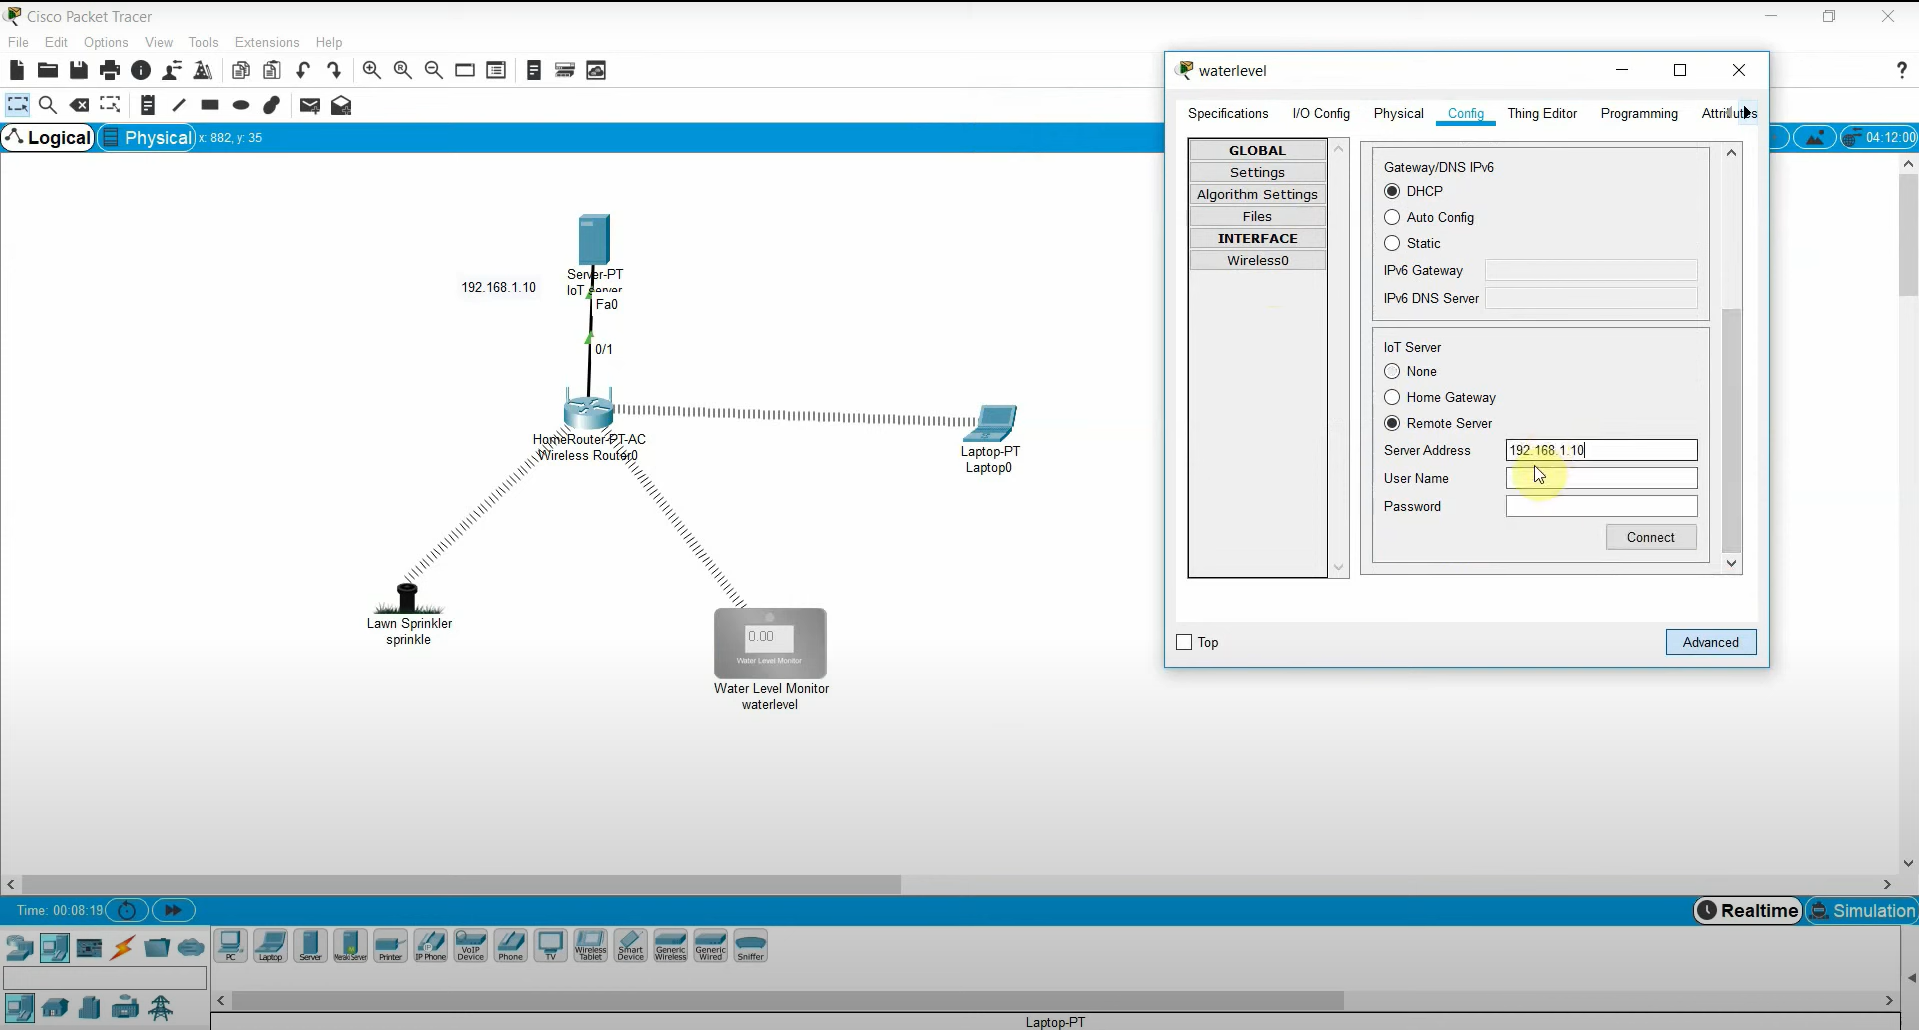 Cisco Packet Tracer
File Edit Options View Tools Extensions Help
?
Logical Physical x: 882, y: 35
04:12:00
192.168.1.10
Server-PT
IoT server
Fa0
0/1
HomeRouter-PT-AC
Wireless Router0
Laptop-PT
Laptop0
Lawn Sprinkler
sprinkle
0.00
Water Level Monitor
Water Level Monitor
waterlevel
waterlevel
Specifications I/O Config Physical Config Thing Editor Programming Attributes
GLOBAL
Settings
Algorithm Settings
Files
INTERFACE
Wireless0
Gateway/DNS IPv6
DHCP
Auto Config
Static
IPv6 Gateway
IPv6 DNS Server
IoT Server
None
Home Gateway
Remote Server
Server Address 192.168.1.10
User Name
Password
Connect
Top
Advanced
Time: 00:08:19
Realtime Simulation
PC Laptop Server Meraki Server Printer IP Phone VoIP Device Phone TV Wireless Tablet Smart Device Generic Wireless Generic Wired Sniffer
Laptop-PT